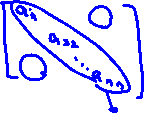 a₁₁ O
a₂₂
O ⋱ aₙₙ